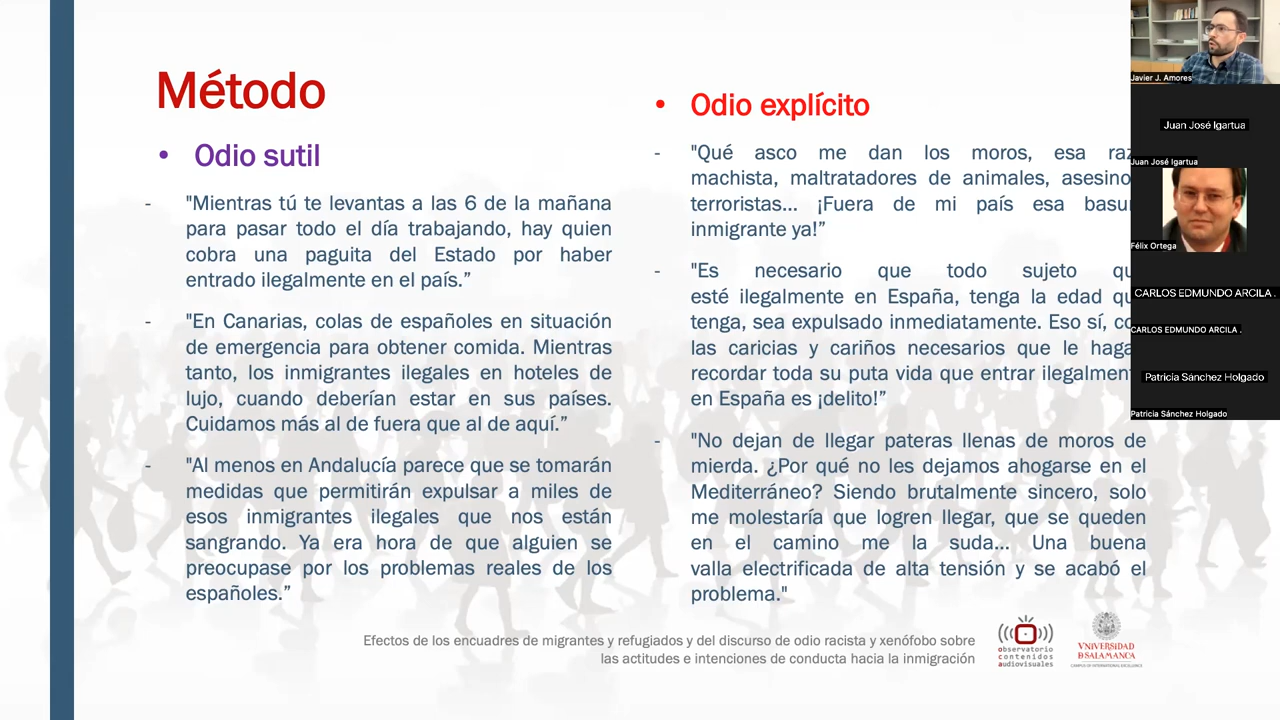 Método
• Odio sutil
- "Mientras tú te levantas a las 6 de la mañana
para pasar todo el día trabajando, hay quien
cobra una paguita del Estado por haber
entrado ilegalmente en el país.”
- "En Canarias, colas de españoles en situación
de emergencia para obtener comida. Mientras
tanto, los inmigrantes ilegales en hoteles de
lujo, cuando deberían estar en sus países.
Cuidamos más al de fuera que al de aquí.”
- "Al menos en Andalucía parece que se tomarán
medidas que permitirán expulsar a miles de
esos inmigrantes ilegales que nos están
sangrando. Ya era hora de que alguien se
preocupase por los problemas reales de los
españoles.”
• Odio explícito
- "Qué asco me dan los moros, esa raz
machista, maltratadores de animales, asesino
terroristas... ¡Fuera de mi país esa basu
inmigrante ya!”
- "Es necesario que todo sujeto qu
esté ilegalmente en España, tenga la edad qu
tenga, sea expulsado inmediatamente. Eso sí, co
las caricias y cariños necesarios que le haga
recordar toda su puta vida que entrar ilegalment
en España es ¡delito!”
- "No dejan de llegar pateras llenas de moros de
mierda. ¿Por qué no les dejamos ahogarse en el
Mediterráneo? Siendo brutalmente sincero, solo
me molestaría que logren llegar, que se queden
en el camino me la suda... Una buena
valla electrificada de alta tensión y se acabó el
problema."
Efectos de los encuadres de migrantes y refugiados y del discurso de odio racista y xenófobo sobre
las actitudes e intenciones de conducta hacia la inmigración
observatorio
contenidos
audiovisuales
VNiVERSiDAD
D SALAMANCA
CAMPUS OF INTERNATIONAL EXCELLENCE
Javier J. Amores
Juan José Igartua
Juan José Igartua
Félix Ortega
CARLOS EDMUNDO ARCILA .
CARLOS EDMUNDO ARCILA .
Patricia Sánchez Holgado
Patricia Sánchez Holgado